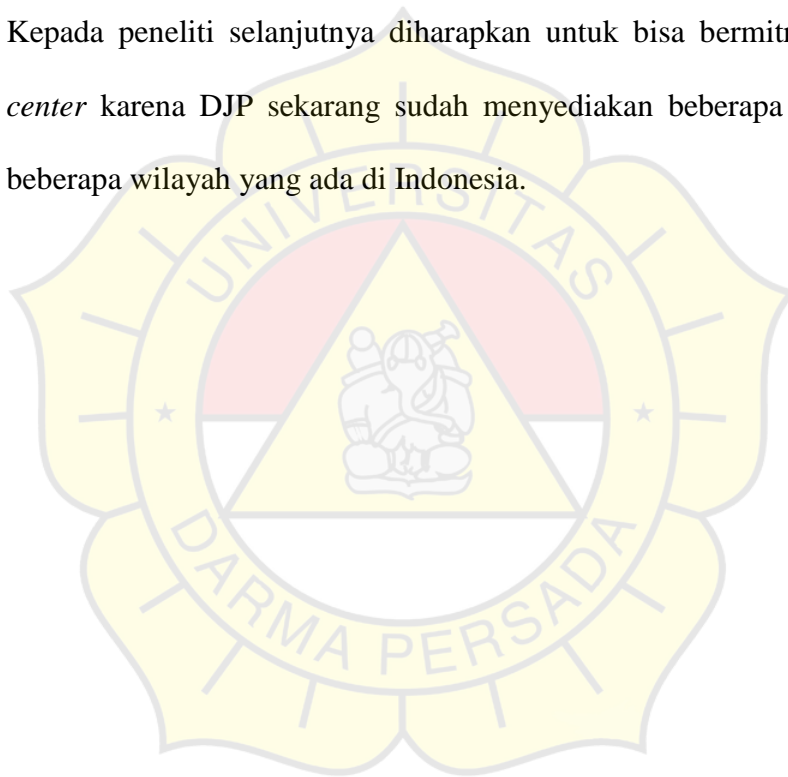 Kepada peneliti selanjutnya diharapkan untuk bisa
center karena DJP sekarang sudah menyediakan beberapa
beberapa wilayah yang ada di Indonesia.
UNIVERSITAS
DARMA PERSADA